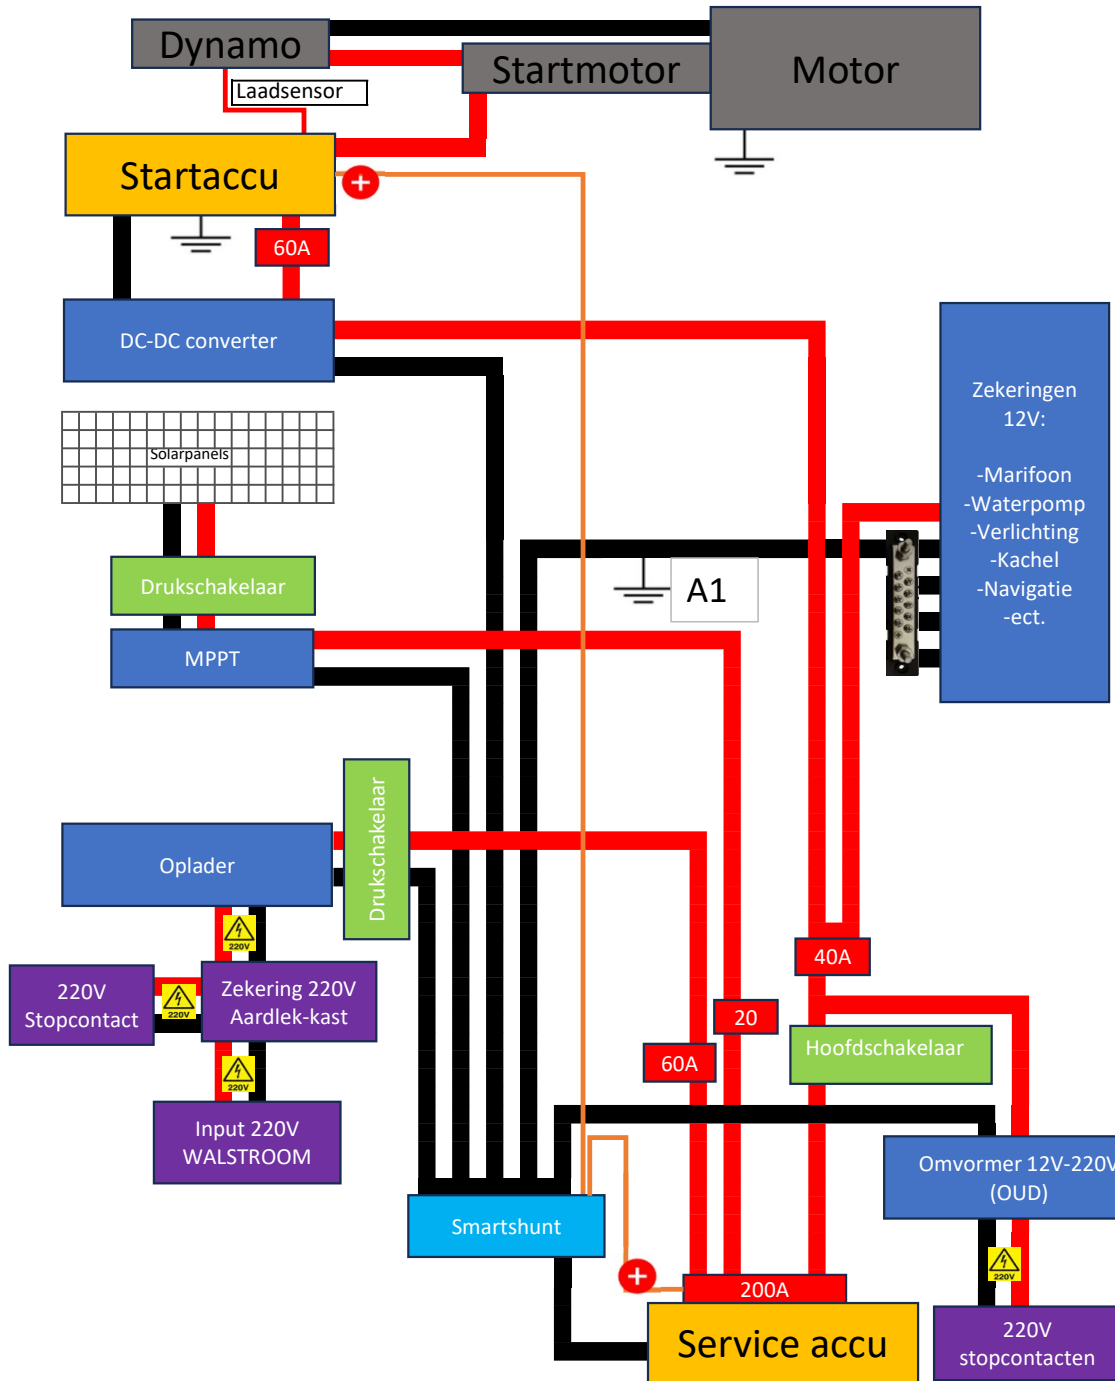 Dynamo
Startmotor
Motor
Laadsensor
Startaccu
60A
DC-DC converter
Solarpanels
Zekeringen
12V:
-Marifoon
-Waterpomp
-Verlichting
-Kachel
-Navigatie
-ect.
Drukschakelaar
A1
MPPT
Drukschakelaar
Oplader
220V
40A
220V
Stopcontact
220V
Zekering 220V
Aardlek-kast
20
Hoofdschakelaar
60A
220V
Input 220V
WALSTROOM
Omvormer 12V-220V
(OUD)
Smartshunt
220V
200A
Service accu
220V
stopcontacten